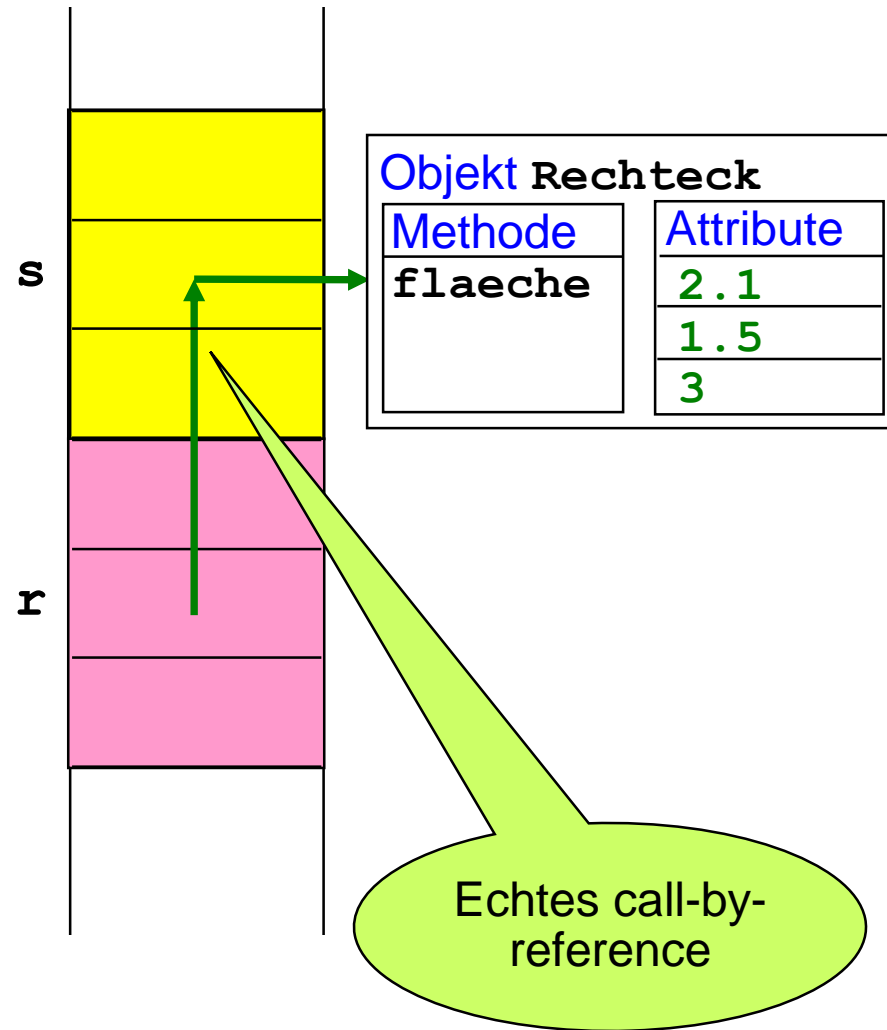 Objekt Rechteck
Methode
Attribute
s
flaeche
2.1
1.5
3
r
Echtes call-by-
reference